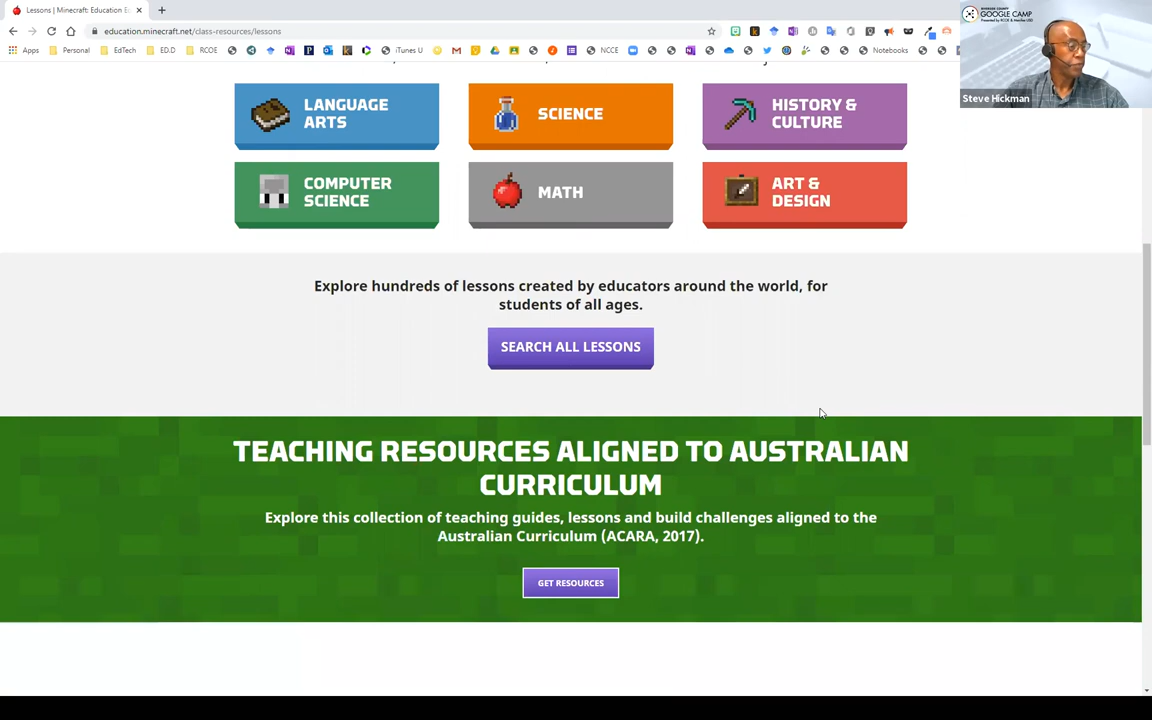 Lessons | Minecraft: Education E
education.minecraft.net/class-resources/lessons
Apps Personal EdTech ED.D RCOE iTunes U NCCE Notebooks
GOOGLE CAMP
Steve Hickman
LANGUAGE
ARTS
SCIENCE
HISTORY &
CULTURE
COMPUTER
SCIENCE
MATH
ART &
DESIGN
Explore hundreds of lessons created by educators around the world, for
students of all ages.
SEARCH ALL LESSONS
TEACHING RESOURCES ALIGNED TO AUSTRALIAN
CURRICULUM
Explore this collection of teaching guides, lessons and build challenges aligned to the
Australian Curriculum (ACARA, 2017).
GET RESOURCES